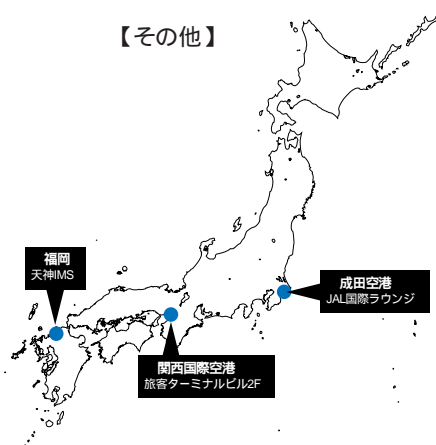 【その他】
福岡
天神IMS
成田空港
JAL国際ラウンジ
関西国際空港
旅客ターミナルビル2F